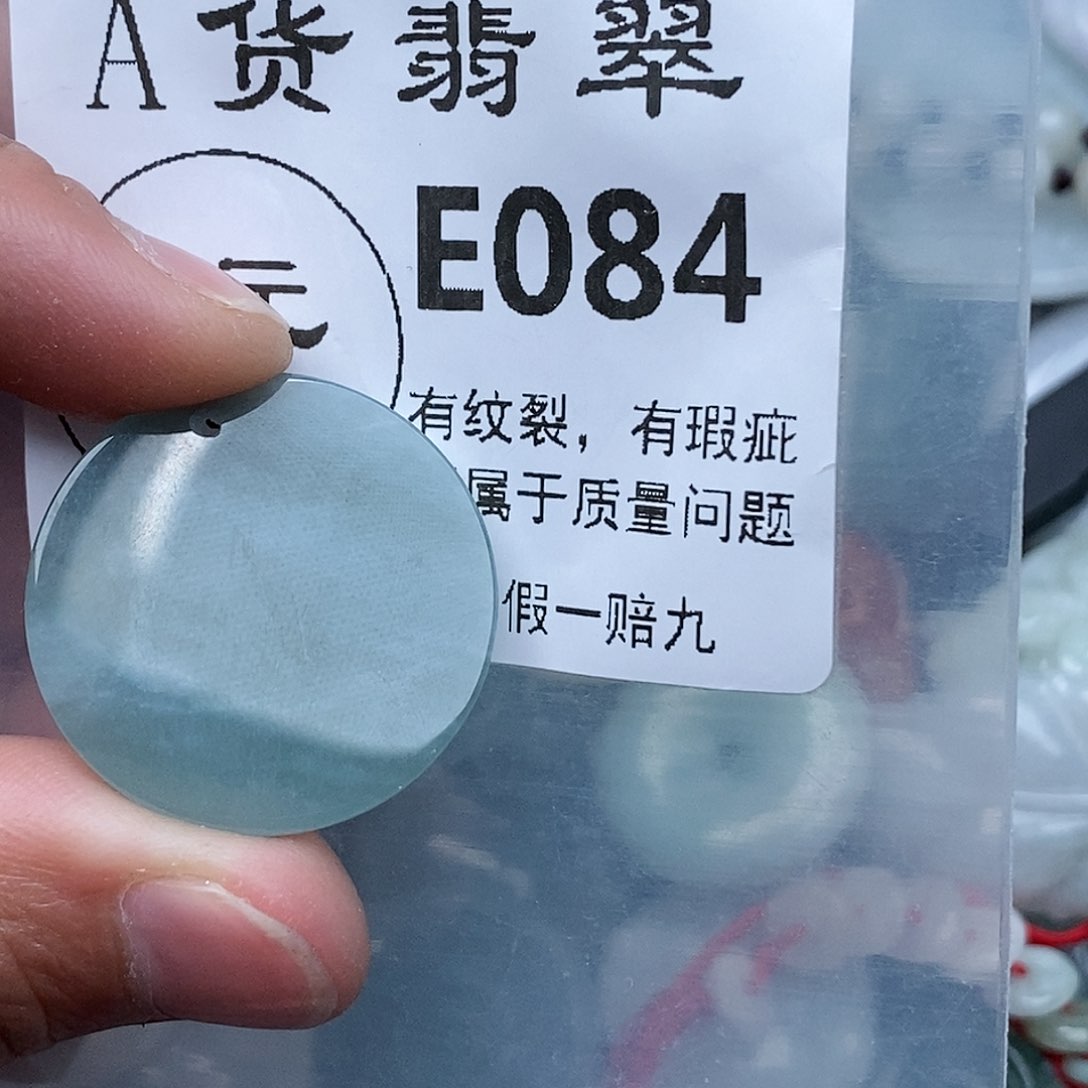 A货翡翠
元
E084
有纹裂，有瑕疵
属于质量问题
假一赔九